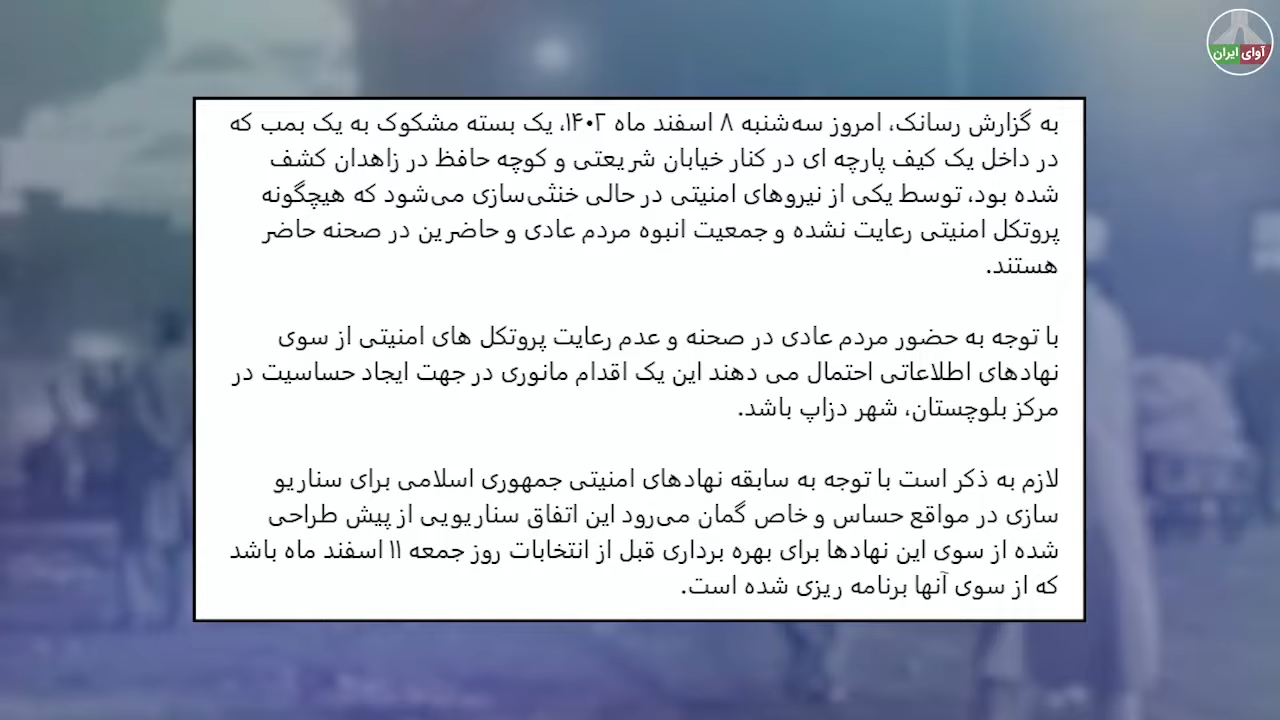 آوای ایران
به گزارش رسانک، امروز سه‌شنبه ۸ اسفند ماه ۱۴۰۲، یک بسته مشکوک به یک بمب که
در داخل یک کیف پارچه ای در کنار خیابان شریعتی و کوچه حافظ در زاهدان کشف
شده بود، توسط یکی از نیروهای امنیتی در حالی خنثی‌سازی می‌شود که هیچگونه
پروتکل امنیتی رعایت نشده و جمعیت انبوه مردم عادی و حاضرین در صحنه حاضر
هستند.
با توجه به حضور مردم عادی در صحنه و عدم رعایت پروتکل های امنیتی از سوی
نهادهای اطلاعاتی احتمال می دهند این یک اقدام مانوری در جهت ایجاد حساسیت در
مرکز بلوچستان، شهر دزاپ باشد.
لازم به ذکر است با توجه به سابقه نهادهای امنیتی جمهوری اسلامی برای سناریو
سازی در مواقع حساس و خاص گمان می‌رود این اتفاق سناریویی از پیش طراحی
شده از سوی این نهادها برای بهره برداری قبل از انتخابات روز جمعه ۱۱ اسفند ماه باشد
که از سوی آنها برنامه ریزی شده است.